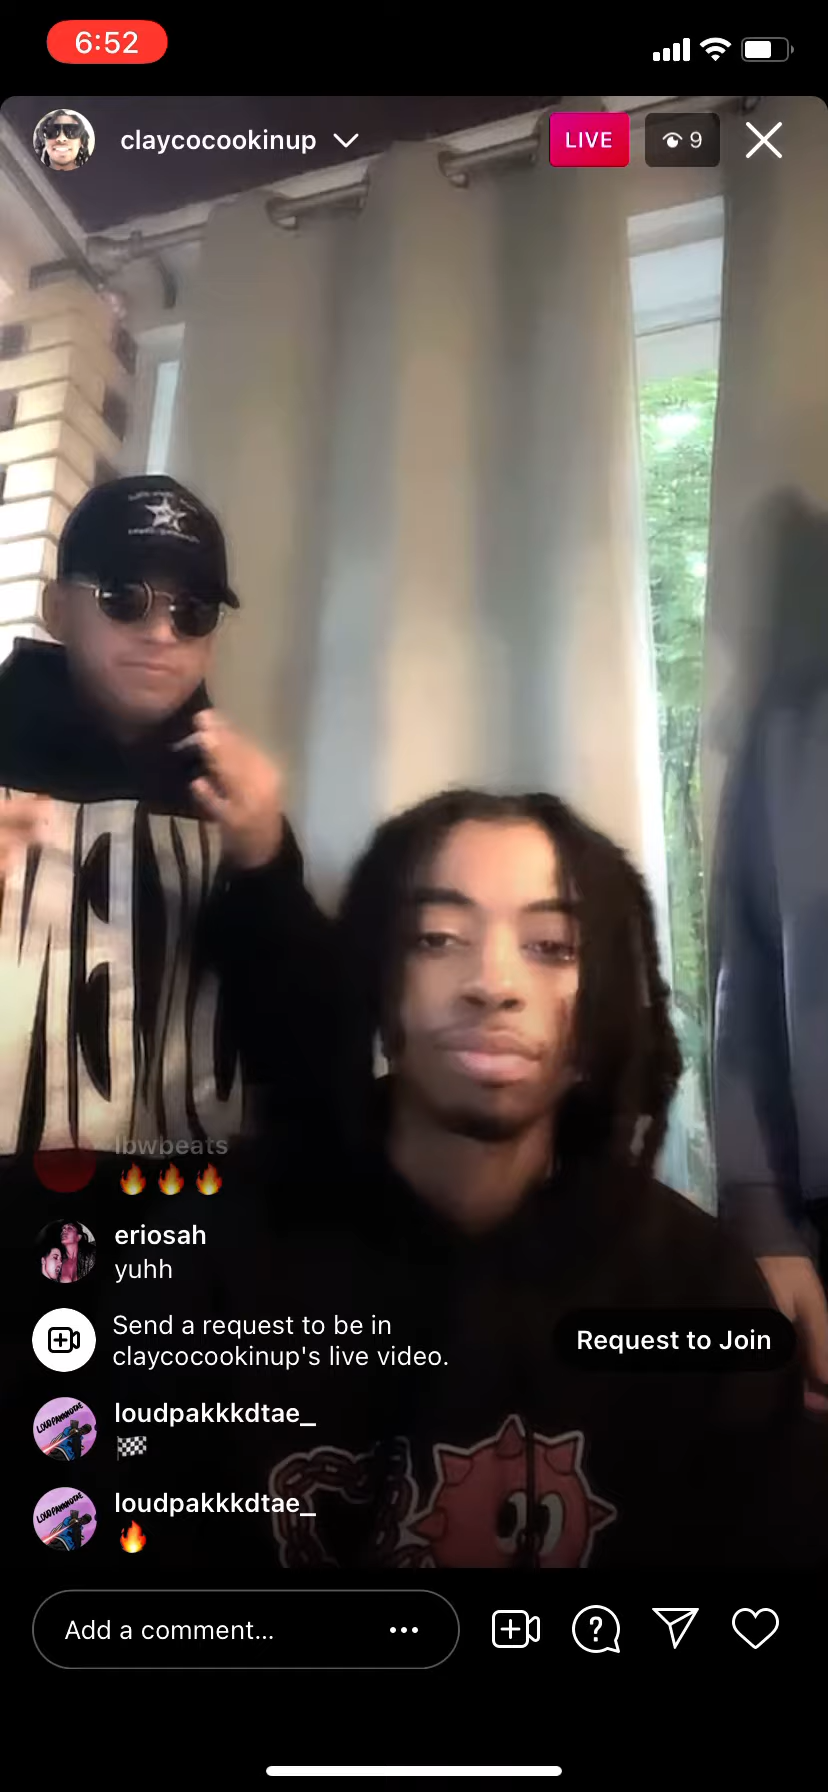 6:52
claycocookinup
LIVE
9
lbwbeats
🔥🔥🔥
eriosah
yuhh
Send a request to be in
claycocookinup's live video.
Request to Join
loudpakkkdtae_
🏁
loudpakkkdtae_
🔥
Add a comment...